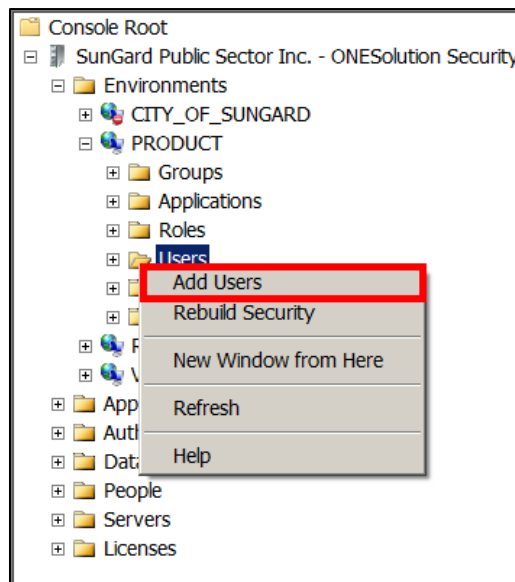 Console Root
SunGard Public Sector Inc. - ONESolution Security
Environments
CITY_OF_SUNGARD
PRODUCT
Groups
Applications
Roles
Users
Add Users
Rebuild Security
New Window from Here
Refresh
Help
People
Servers
Licenses